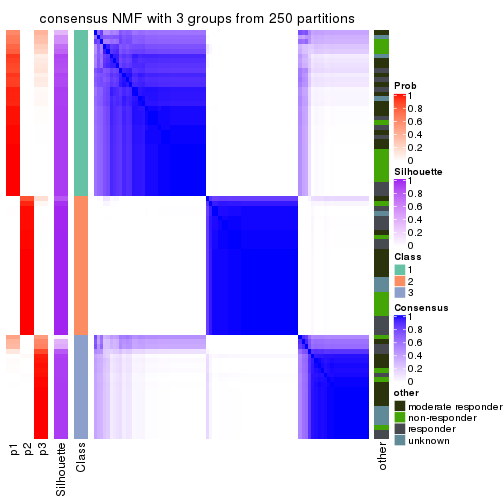 consensus NMF with 3 groups from 250 partitions
Prob
1
0.8
0.6
0.4
0.2
0
Silhouette
1
0.8
0.6
0.4
0.2
0
Class
1
2
3
Consensus
1
0.8
0.6
0.4
0.2
0
other
moderate responder
non-responder
responder
unknown
p1
p2
p3
Silhouette
Class
other